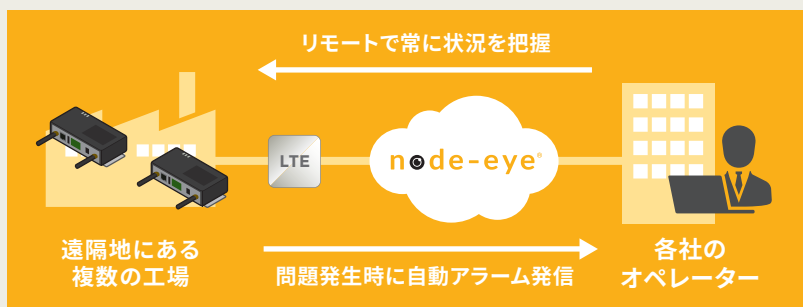 リモートで常に状況を把握
LTE
node-eye®
遠隔地にある
複数の工場
問題発生時に自動アラーム発信
各社の
オペレーター